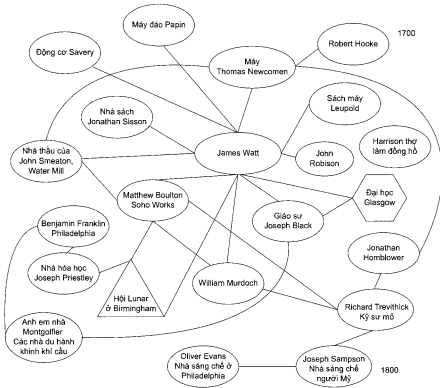 Máy đào Papin
Robert Hooke
1700
Động cơ Savery
Máy
Thomas Newcomen
Sách máy
Leupold
Nhà sách
Jonathan Sisson
Harrison thợ
làm đồng hồ
Nhà thầu của
John Smeaton,
Water Mill
James Watt
John
Robison
Matthew Boulton
Soho Works
Đại học
Glasgow
Giáo sư
Joseph Black
Benjamin Franklin
Philadelphia
Jonathan
Hornblower
Nhà hóa học
Joseph Priestley
Hội Lunar
ở Birmingham
William Murdoch
Richard Trevithick
Kỹ sư mỏ
Anh em nhà
Montgolfier
Các nhà du hành
khinh khí cầu
Oliver Evans
Nhà sáng chế ở
Philadelphia
Joseph Sampson
Nhà sáng chế
người Mỹ
1800